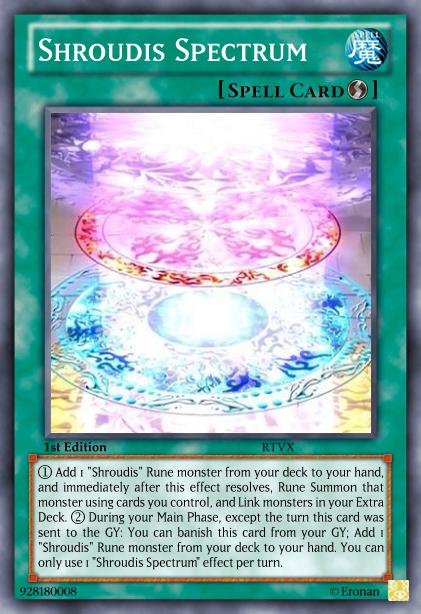 SHROUDIS SPECTRUM
SPELL
魔
[SPELL CARD]
1st Edition RTVX
① Add 1 "Shroudis" Rune monster from your deck to your hand,
and immediately after this effect resolves, Rune Summon that
monster using cards you control, and Link monsters in your Extra
Deck. ② During your Main Phase, except the turn this card was
sent to the GY: You can banish this card from your GY; Add 1
"Shroudis" Rune monster from your deck to your hand. You can
only use 1 "Shroudis Spectrum" effect per turn.
928180008 ©Eronan